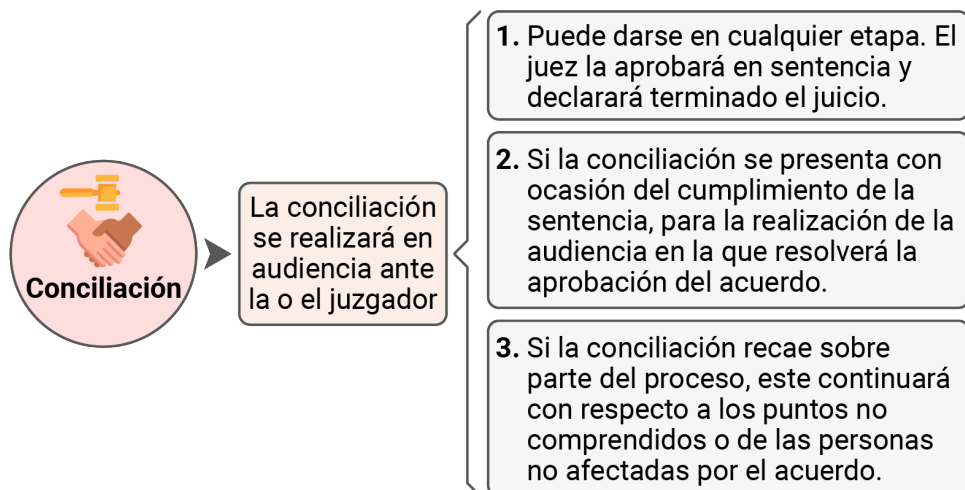 Conciliación
La conciliación
se realizará en
audiencia ante
la o el juzgador
1. Puede darse en cualquier etapa. El
juez la aprobará en sentencia y
declarará terminado el juicio.
2. Si la conciliación se presenta con
ocasión del cumplimiento de la
sentencia, para la realización de la
audiencia en la que resolverá la
aprobación del acuerdo.
3. Si la conciliación recae sobre
parte del proceso, este continuará
con respecto a los puntos no
comprendidos o de las personas
no afectadas por el acuerdo.